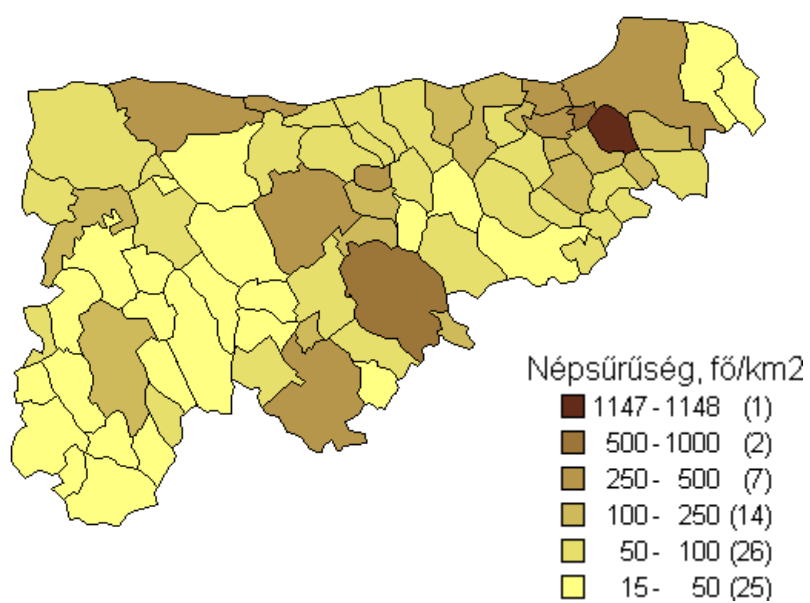 Népsűrűség, fő/km2
1147 - 1148 (1)
500 - 1000 (2)
250 - 500 (7)
100 - 250 (14)
50 - 100 (26)
15 - 50 (25)